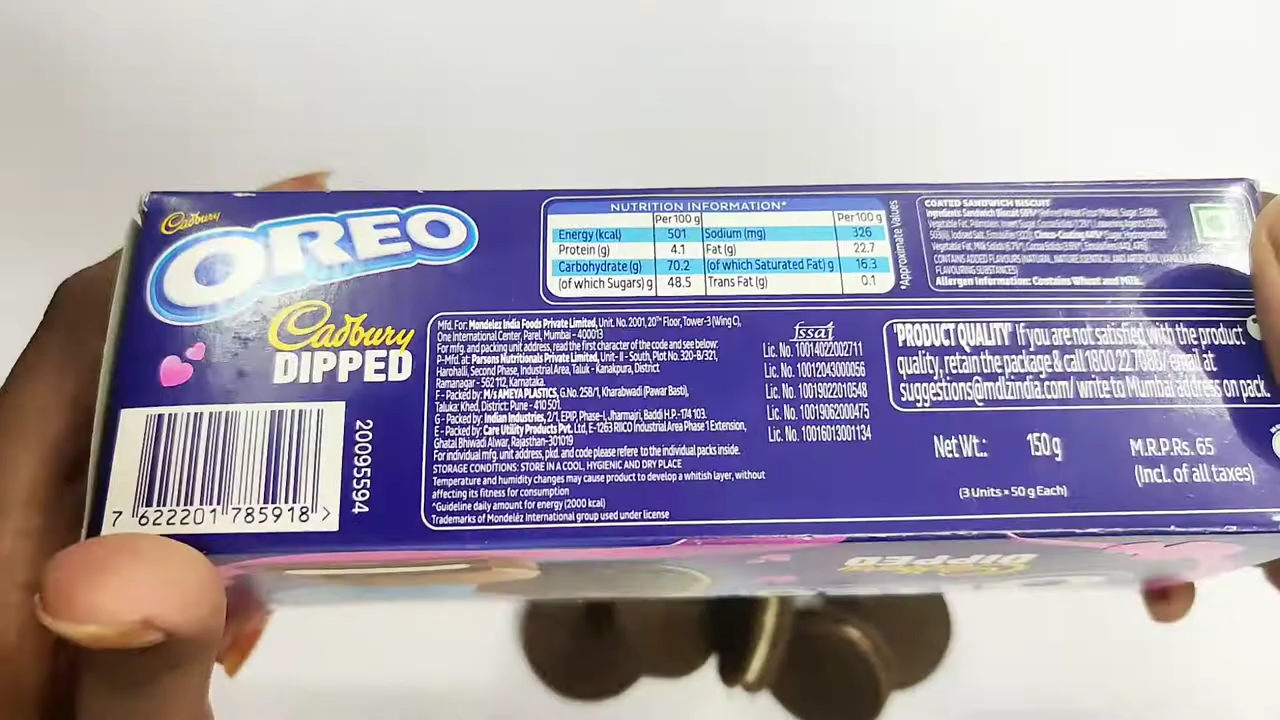 Cadbury
OREO
Cadbury
DIPPED
7 622201 785918 >
2095594
NUTRITION INFORMATION*
Per100 g Per100 g
Energy (kcal) 501 Sodium (mg) 326
Protein (g) 4.1 Fat (g) 22.7
Carbohydrate (g) 70.2 (of which Saturated Fat) g 16.3
(of which Sugars) g 48.5 Trans Fat (g) 0.1
*Approximate Values
COATED SANDWICH BISCUIT
CONTAINS ADDED FLAVOURS (NATURAL, NATURE IDENTICAL AND ARTIFICIAL
FLAVOURING SUBSTANCES)
Allergen Information: Contains Wheat and Milk.
Mfd. For: Mondelez India Foods Private Limited, Unit. No. 2001, 20TH Floor, Tower-3 (Wing C),
One International Center, Parel, Mumbai - 400013
For mfg. and packing unit address, read the first character of the code and see below:
P-Mfg. at: Parsons Nutritionals Private Limited, Unit- II - South, Plot No. 320-B/321,
Harohalli, Second Phase, Industrial Area, Taluk - Kanakpura, District
Ramanagar - 562 112, Karnataka.
F - Packed by: M/s AMEYA PLASTICS, G.No. 258/1, Kharabwadi (Pawar Basti),
Taluka: Khed, District: Pune - 410 501.
G - Packed by: Indian Industries, 2/1, EPIP, Phase-I, Jharmajri, Baddi H.P.-174 103.
E - Packed by: Care Utility Products Pvt. Ltd, E-1263 RIICO Industrial Area Phase 1 Extension,
Ghatal Bhiwadi Alwar, Rajasthan-301019
For individual mfg. unit address, pkd. and code please refere to the individual packs inside.
STORAGE CONDITIONS: STORE IN A COOL, HYGIENIC AND DRY PLACE
Temperature and humidity changes may cause product to develop a whitish layer, without
affecting its fitness for consumption
^Guideline daily amount for energy (2000 kcal)
Trademarks of Mondelēz International group used under license
fssai
Lic. No. 10014022002711
Lic. No. 10012043000056
Lic. No. 10019022010548
Lic. No. 10019062000475
Lic. No. 10016013001134
'PRODUCT QUALITY' If you are not satisfied with the product
quality, retain the package & call 1800 22 7080/ email at
suggestions@mdlzindia.com/ write to Mumbai address on pack.
Net Wt.: 150 g M.R.P.Rs. 65
(Incl. of all taxes)
(3 Units x 50 g Each)
DIPPED